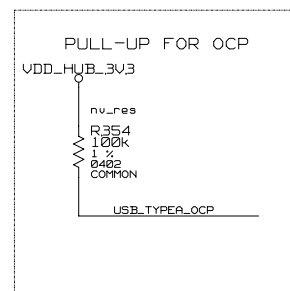 PULL-UP FOR OCP
VDD_HUB_3V3
nv_res
R354
100k
1 %
0402
COMMON
USB_TYPEA_OCP